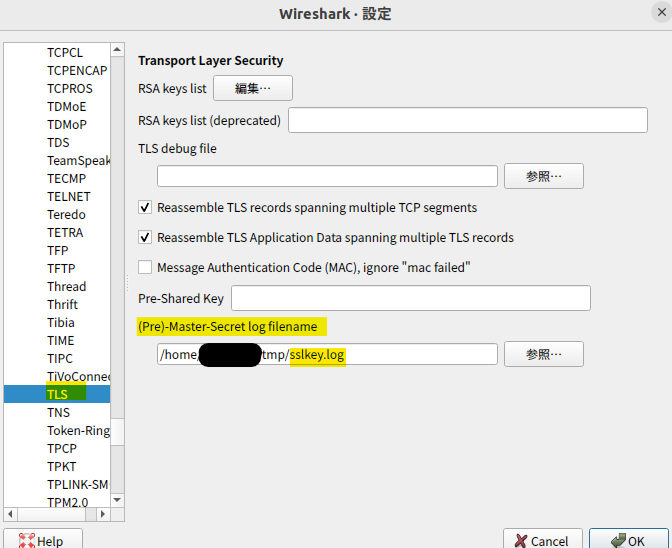 Wireshark · 設定
TCPCL
TCPENCAP
TCPROS
TDMoE
TDMoP
TDS
TeamSpeak
TECMP
TELNET
Teredo
TETRA
TFP
TFTP
Thread
Thrift
Tibia
TIME
TIPC
TiVoConnec
TLS
TNS
Token-Ring
TPCP
TPKT
TPLINK-SM
TPM2.0
Transport Layer Security
RSA keys list 編集…
RSA keys list (deprecated)
TLS debug file
参照…
Reassemble TLS records spanning multiple TCP segments
Reassemble TLS Application Data spanning multiple TLS records
Message Authentication Code (MAC), ignore "mac failed"
Pre-Shared Key
(Pre)-Master-Secret log filename
/home/ tmp/sslkey.log 参照…
Help Cancel OK